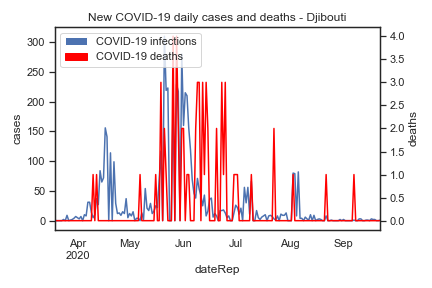 New COVID-19 daily cases and deaths - Djibouti
COVID-19 infections
COVID-19 deaths
300
250
200
150
100
50
0
cases
4.0
3.5
3.0
2.5
2.0
1.5
1.0
0.5
0.0
deaths
Apr May Jun Jul Aug Sep
2020
dateRep